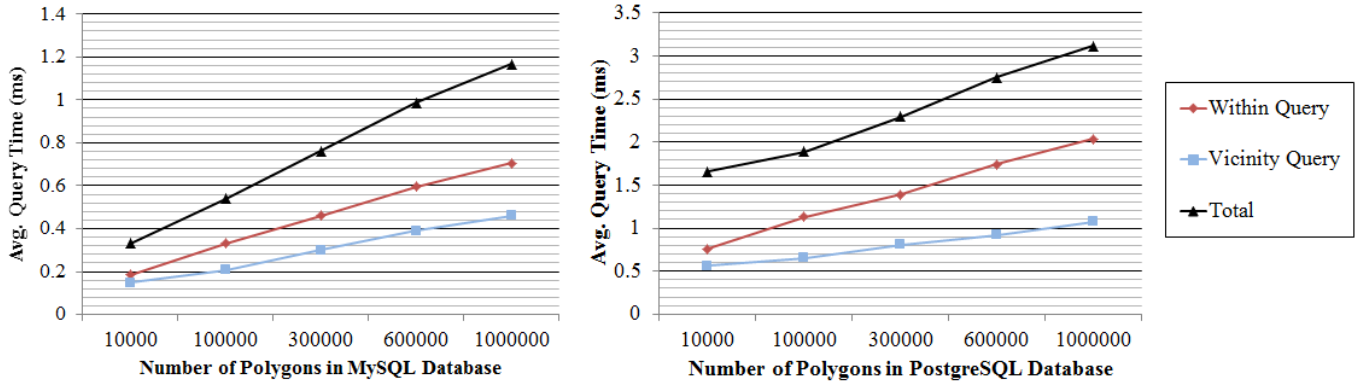 1.4
1.2
1
0.8
0.6
0.4
0.2
0
Avg. Query Time (ms)
10000 100000 300000 600000 1000000
Number of Polygons in MySQL Database
3.5
3
2.5
2
1.5
1
0.5
0
Avg. Query Time (ms)
10000 100000 300000 600000 1000000
Number of Polygons in PostgreSQL Database
Within Query
Vicinity Query
Total